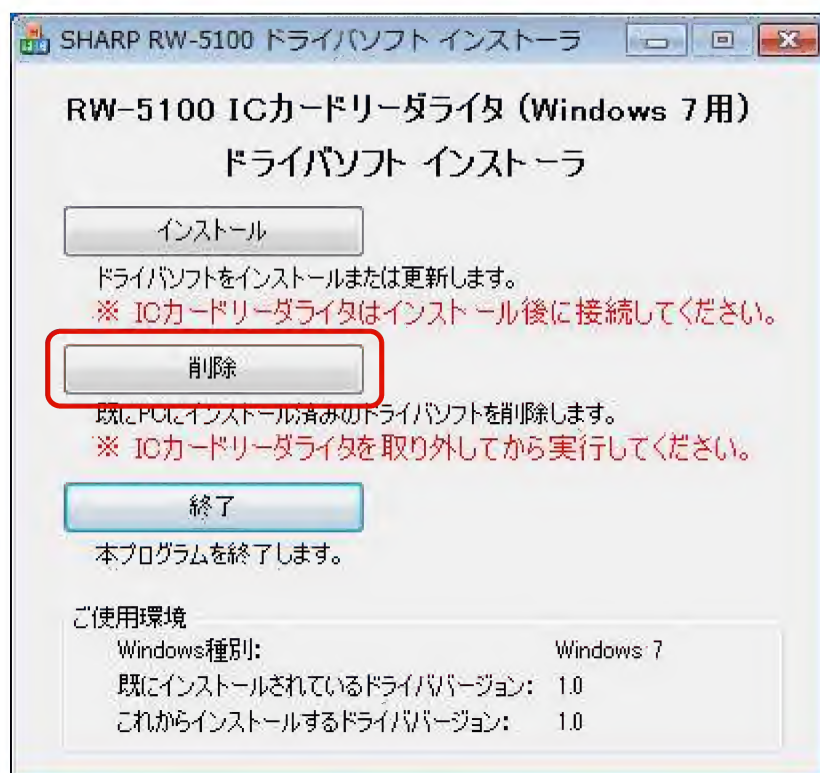 SHARP RW-5100 ドライバソフト インストーラ
RW-5100 ICカードリーダライタ (Windows 7用)
ドライバソフト インストーラ
インストール
ドライバソフトをインストールまたは更新します。
※ ICカードリーダライタはインストール後に接続してください。
削除
既にPCにインストール済みのドライバソフトを削除します。
※ ICカードリーダライタを取り外してから実行してください。
終了
本プログラムを終了します。
ご使用環境
Windows種別: Windows 7
既にインストールされているドライババージョン: 1.0
これからインストールするドライババージョン: 1.0